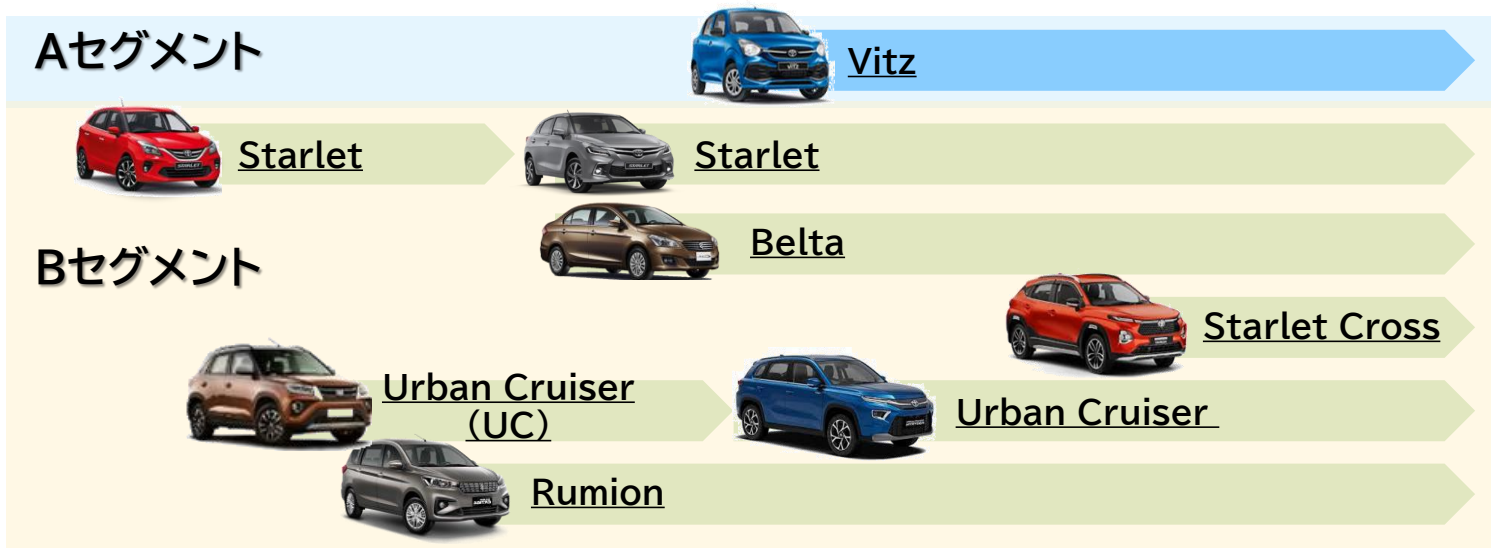 Aセグメント
Vitz
Starlet
Starlet
Belta
Bセグメント
Starlet Cross
Urban Cruiser
（UC）
Urban Cruiser
Rumion